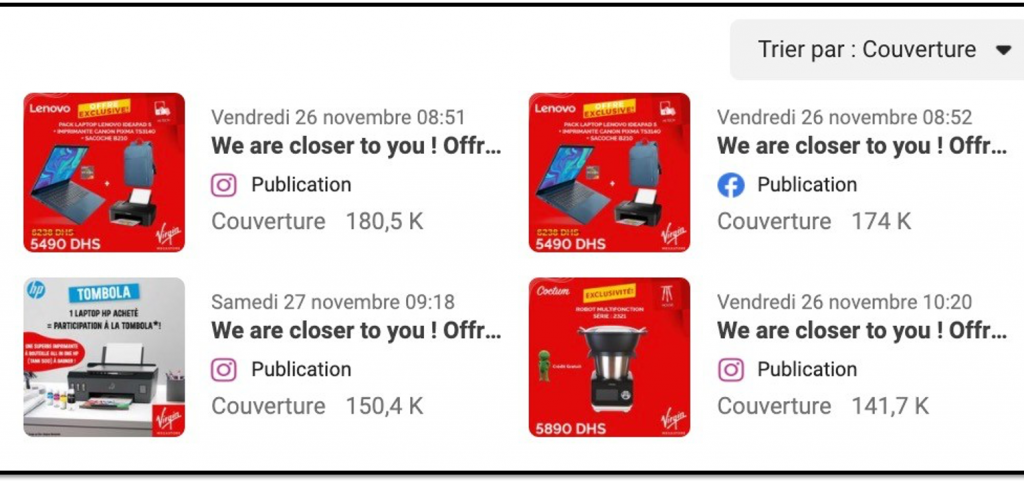 Trier par : Couverture
Lenovo
OFFRE
EXCLUSIVE!
PACK LAPTOP LENOVO IDEAPAD 5
+ IMPRIMANTE CANON PIXMA TS3140
+ SACOCHE B210
+
6238 DHS
5490 DHS
Virgin
Vendredi 26 novembre 08:51
We are closer to you ! Offr...
Publication
Couverture 180,5 K
Lenovo
OFFRE
EXCLUSIVE!
PACK LAPTOP LENOVO IDEAPAD 5
+ IMPRIMANTE CANON PIXMA TS3140
+ SACOCHE B210
+
6238 DHS
5490 DHS
Virgin
Vendredi 26 novembre 08:52
We are closer to you ! Offr...
Publication
Couverture 174 K
hp
TOMBOLA
1 LAPTOP HP ACHETÉ
= PARTICIPATION À LA TOMBOLA*!
UNE SUPERBE IMPRIMANTE
À BOUTEILLE ALL IN ONE HP
À GAGNER !
Virgin
Samedi 27 novembre 09:18
We are closer to you ! Offr...
Publication
Couverture 150,4 K
EXCLUSIVITÉ!
ROBOT MULTIFONCTION
SÉRIE : 2321
Crédit Gratuit
5890 DHS
Virgin
Vendredi 26 novembre 10:20
We are closer to you ! Offr...
Publication
Couverture 141,7 K